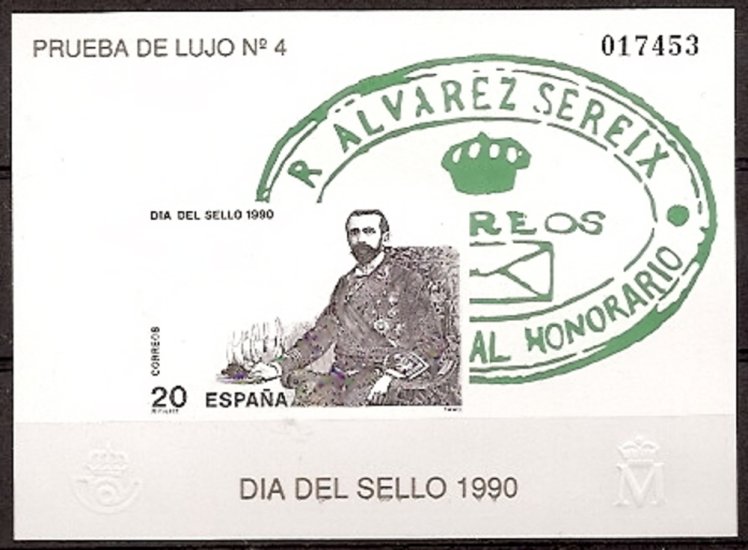 PRUEBA DE LUJO Nº 4
017453
R ALVAREZ SEREIX
DIA DEL SELLO 1990
REOS
CORREOS
AL HONORARIO
20 ESPAÑA
M
DIA DEL SELLO 1990